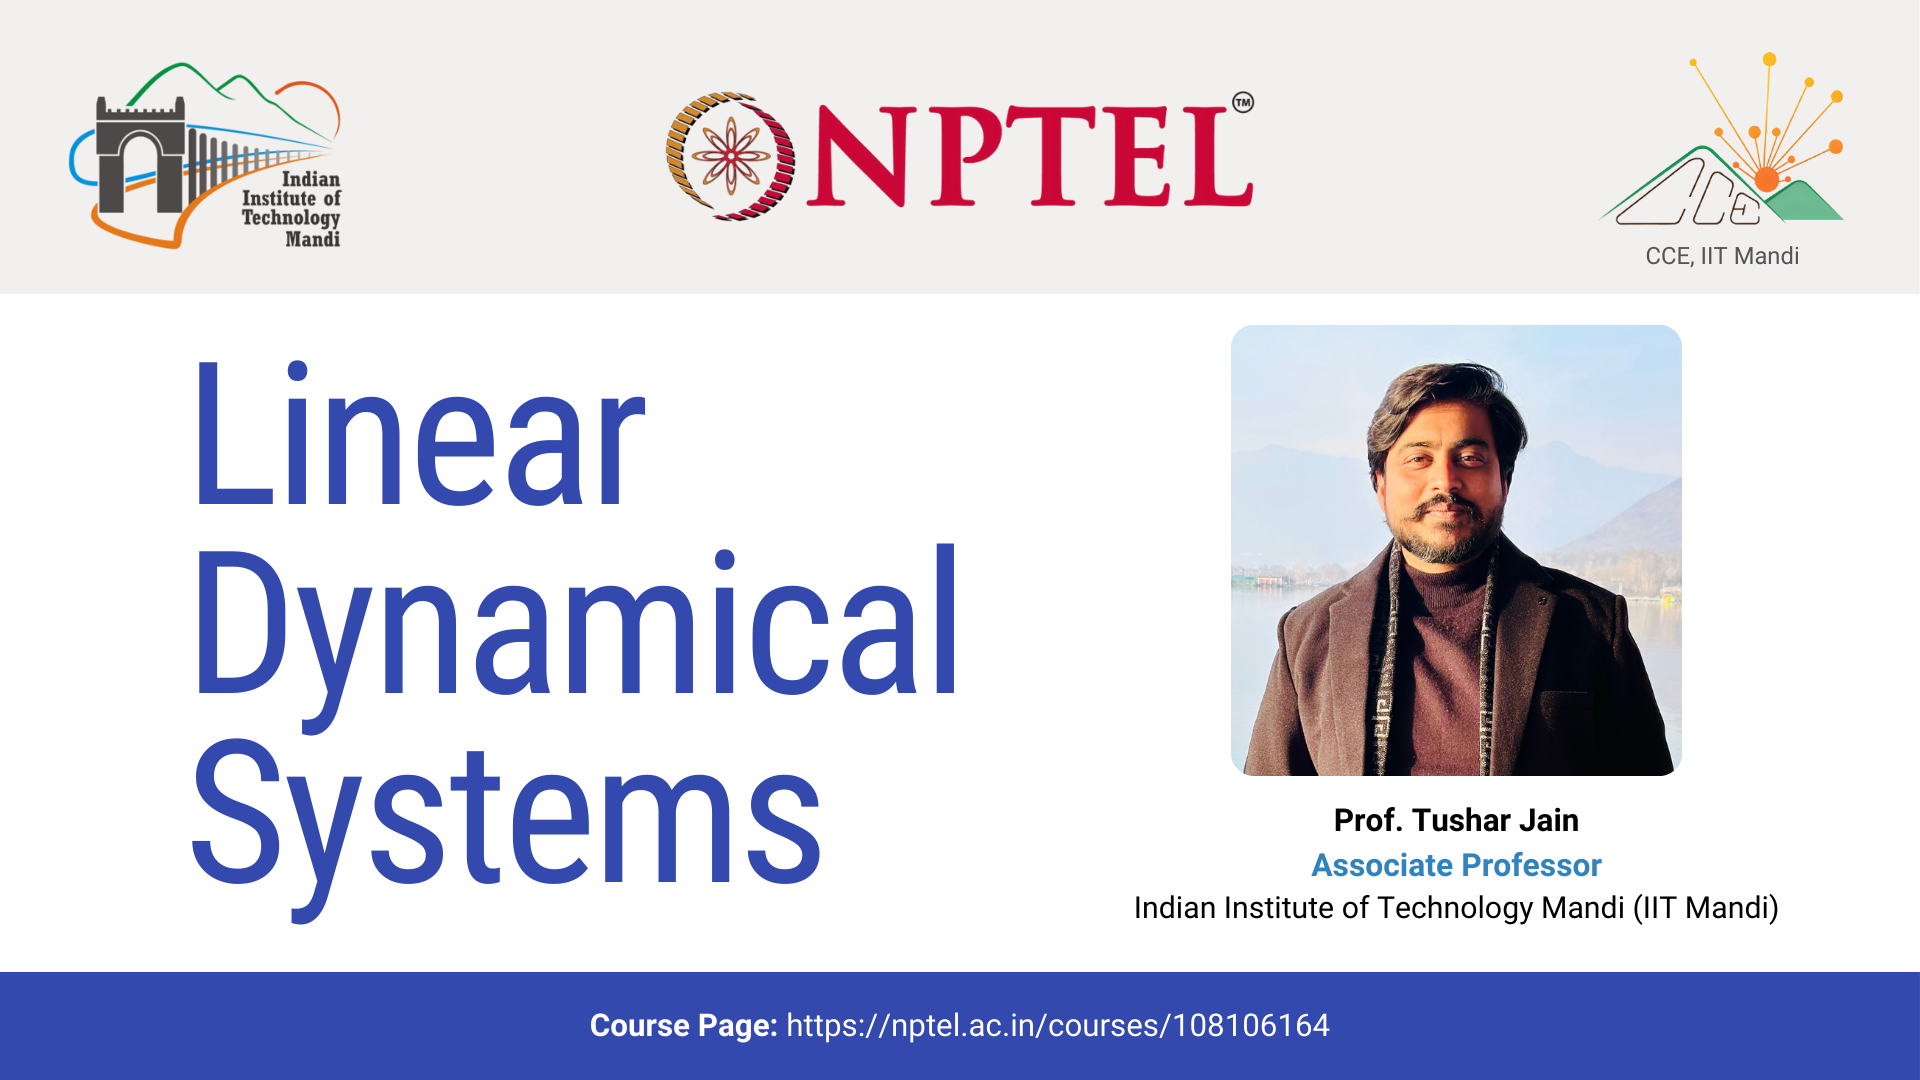 Indian
Institute of
Technology
Mandi
NPTEL™
CCE
CCE, IIT Mandi
Linear
Dynamical
Systems
Prof. Tushar Jain
Associate Professor
Indian Institute of Technology Mandi (IIT Mandi)
Course Page: https://nptel.ac.in/courses/108106164